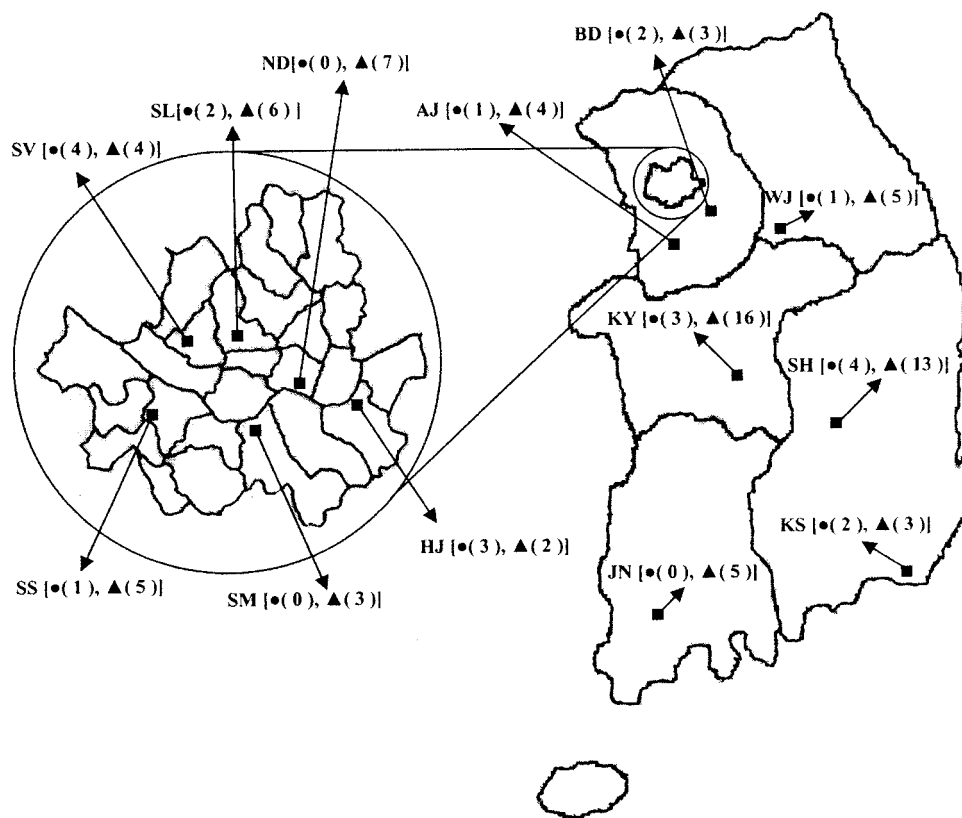 BD [●(2), ▲(3)]
ND[●(0), ▲(7)]
SL[●(2), ▲(6)]
AJ [●(1), ▲(4)]
SV [●(4), ▲(4)]
WJ [●(1), ▲(5)]
KY [●(3), ▲(16)]
SH [●(4), ▲(13)]
KS [●(2), ▲(3)]
HJ [●(3), ▲(2)]
JN [●(0), ▲(5)]
SS [●(1), ▲(5)]
SM [●(0), ▲(3)]